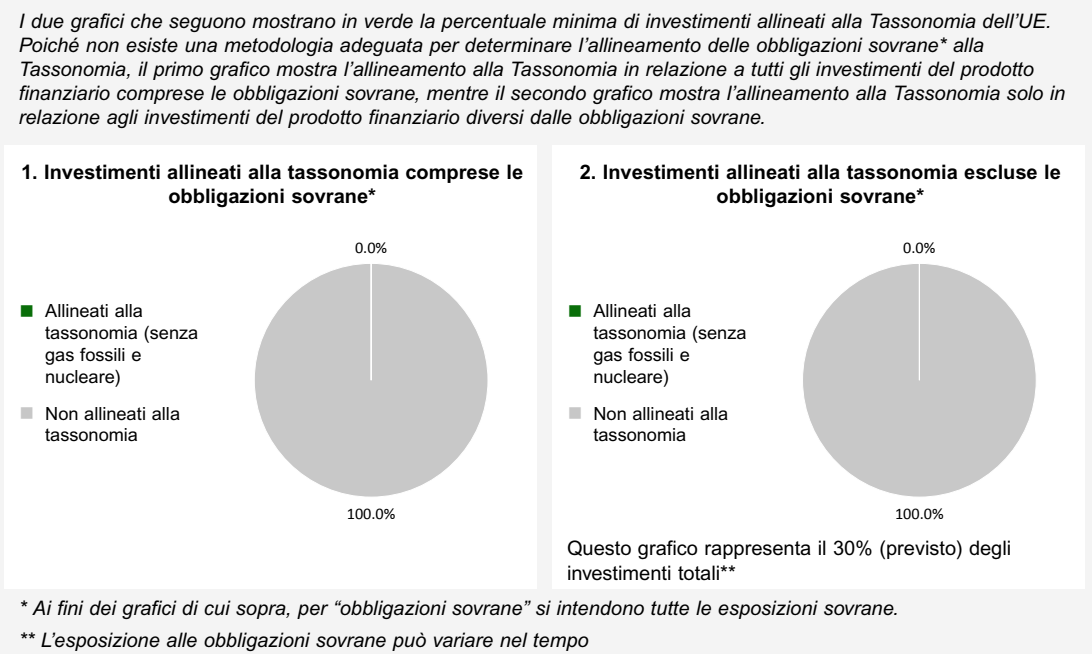 I due grafici che seguono mostrano in verde la percentuale minima di investimenti allineati alla Tassonomia dell’UE.
Poiché non esiste una metodologia adeguata per determinare l’allineamento delle obbligazioni sovrane* alla
Tassonomia, il primo grafico mostra l’allineamento alla Tassonomia in relazione a tutti gli investimenti del prodotto
finanziario comprese le obbligazioni sovrane, mentre il secondo grafico mostra l’allineamento alla Tassonomia solo in
relazione agli investimenti del prodotto finanziario diversi dalle obbligazioni sovrane.
1. Investimenti allineati alla tassonomia comprese le
obbligazioni sovrane*
0.0%
Allineati alla
tassonomia (senza
gas fossili e
nucleare)
Non allineati alla
tassonomia
100.0%
2. Investimenti allineati alla tassonomia escluse le
obbligazioni sovrane*
0.0%
Allineati alla
tassonomia (senza
gas fossili e
nucleare)
Non allineati alla
tassonomia
100.0%
Questo grafico rappresenta il 30% (previsto) degli
investimenti totali**
* Ai fini dei grafici di cui sopra, per “obbligazioni sovrane” si intendono tutte le esposizioni sovrane.
** L’esposizione alle obbligazioni sovrane può variare nel tempo